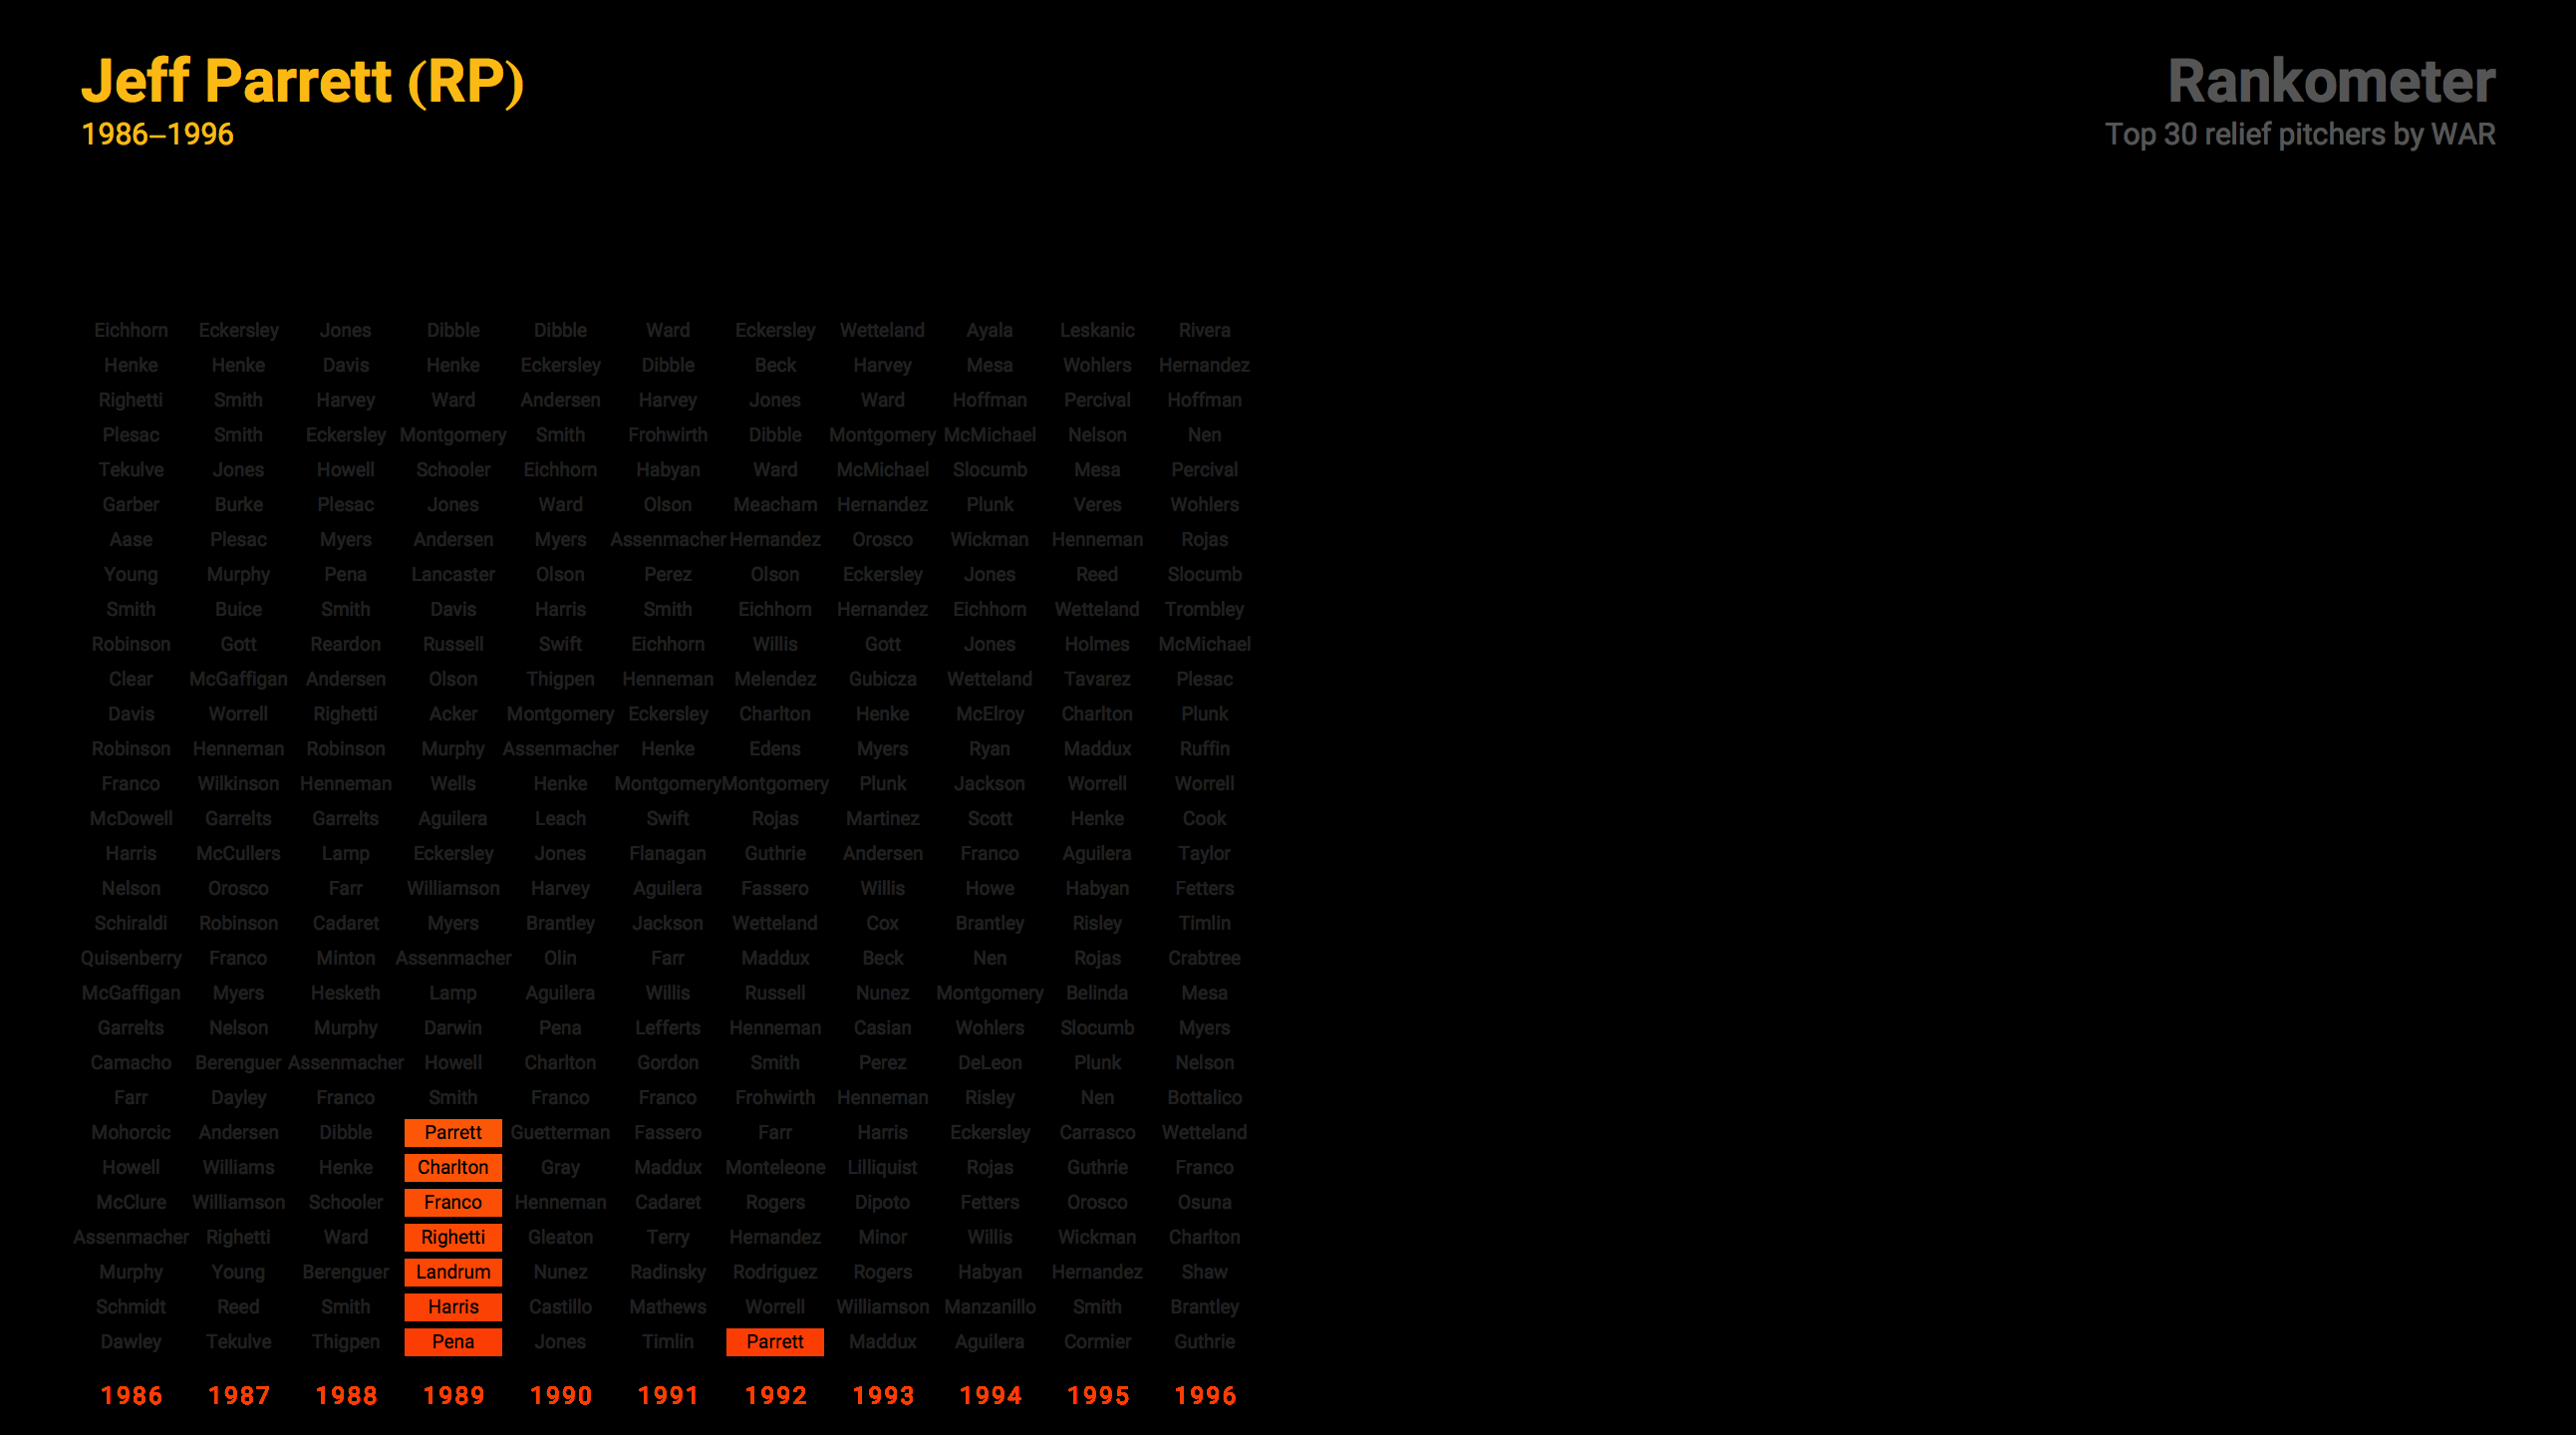 Jeff Parrett (RP)
1986–1996
Rankometer
Top 30 relief pitchers by WAR
Eichhorn Eckersley Jones Dibble Dibble Ward Eckersley Wetteland Ayala Leskanic Rivera
Henke Henke Davis Henke Eckersley Dibble Beck Harvey Mesa Wohlers Hernandez
Righetti Smith Harvey Ward Andersen Harvey Jones Ward Hoffman Percival Hoffman
Plesac Smith Eckersley Montgomery Smith Frohwirth Dibble Montgomery McMichael Nelson Nen
Tekulve Jones Howell Schooler Eichhorn Habyan Ward McMichael Slocumb Mesa Percival
Garber Burke Plesac Jones Ward Olson Meacham Hernandez Plunk Veres Wohlers
Aase Plesac Myers Andersen Myers Assenmacher Hernandez Orosco Wickman Henneman Rojas
Young Murphy Pena Lancaster Olson Perez Olson Eckersley Jones Reed Slocumb
Smith Buice Smith Davis Harris Smith Eichhorn Hernandez Eichhorn Wetteland Trombley
Robinson Gott Reardon Russell Swift Eichhorn Willis Gott Jones Holmes McMichael
Clear McGaffigan Andersen Olson Thigpen Henneman Melendez Gubicza Wetteland Tavarez Plesac
Davis Worrell Righetti Acker Montgomery Eckersley Charlton Henke McElroy Charlton Plunk
Robinson Henneman Robinson Murphy Assenmacher Henke Edens Myers Ryan Maddux Ruffin
Franco Wilkinson Henneman Wells Henke Montgomery Montgomery Plunk Jackson Worrell Worrell
McDowell Garrelts Garrelts Aguilera Leach Swift Rojas Martinez Scott Henke Cook
Harris McCullers Lamp Eckersley Jones Flanagan Guthrie Andersen Franco Aguilera Taylor
Nelson Orosco Farr Williamson Harvey Aguilera Fassero Willis Howe Habyan Fetters
Schiraldi Robinson Cadaret Myers Brantley Jackson Wetteland Cox Brantley Risley Timlin
Quisenberry Franco Minton Assenmacher Olin Farr Maddux Beck Nen Rojas Crabtree
McGaffigan Myers Hesketh Lamp Aguilera Willis Russell Nunez Montgomery Belinda Mesa
Garrelts Nelson Murphy Darwin Pena Lefferts Henneman Casian Wohlers Slocumb Myers
Camacho Berenguer Assenmacher Howell Charlton Gordon Smith Perez DeLeon Plunk Nelson
Farr Dayley Franco Smith Franco Franco Frohwirth Henneman Risley Nen Bottalico
Mohorcic Andersen Dibble Parrett Guetterman Fassero Farr Harris Eckersley Carrasco Wetteland
Howell Williams Henke Charlton Gray Maddux Monteleone Lilliquist Rojas Guthrie Franco
McClure Williamson Schooler Franco Henneman Cadaret Rogers Dipoto Fetters Orosco Osuna
Assenmacher Righetti Ward Righetti Gleaton Terry Hernandez Minor Willis Wickman Charlton
Murphy Young Berenguer Landrum Nunez Radinsky Rodriguez Rogers Habyan Hernandez Shaw
Schmidt Reed Smith Harris Castillo Mathews Worrell Williamson Manzanillo Smith Brantley
Dawley Tekulve Thigpen Pena Jones Timlin Parrett Maddux Aguilera Cormier Guthrie
1986 1987 1988 1989 1990 1991 1992 1993 1994 1995 1996